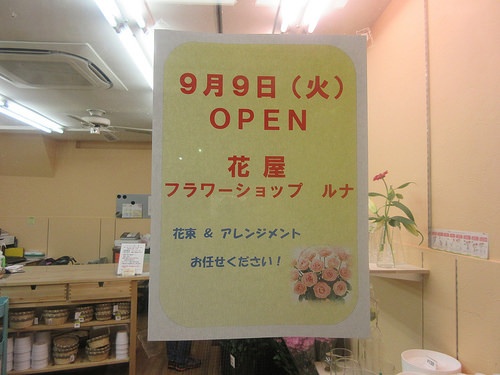 9月9日（火）
OPEN
花屋
フラワーショップ ルナ
花束 & アレンジメント
お任せください！